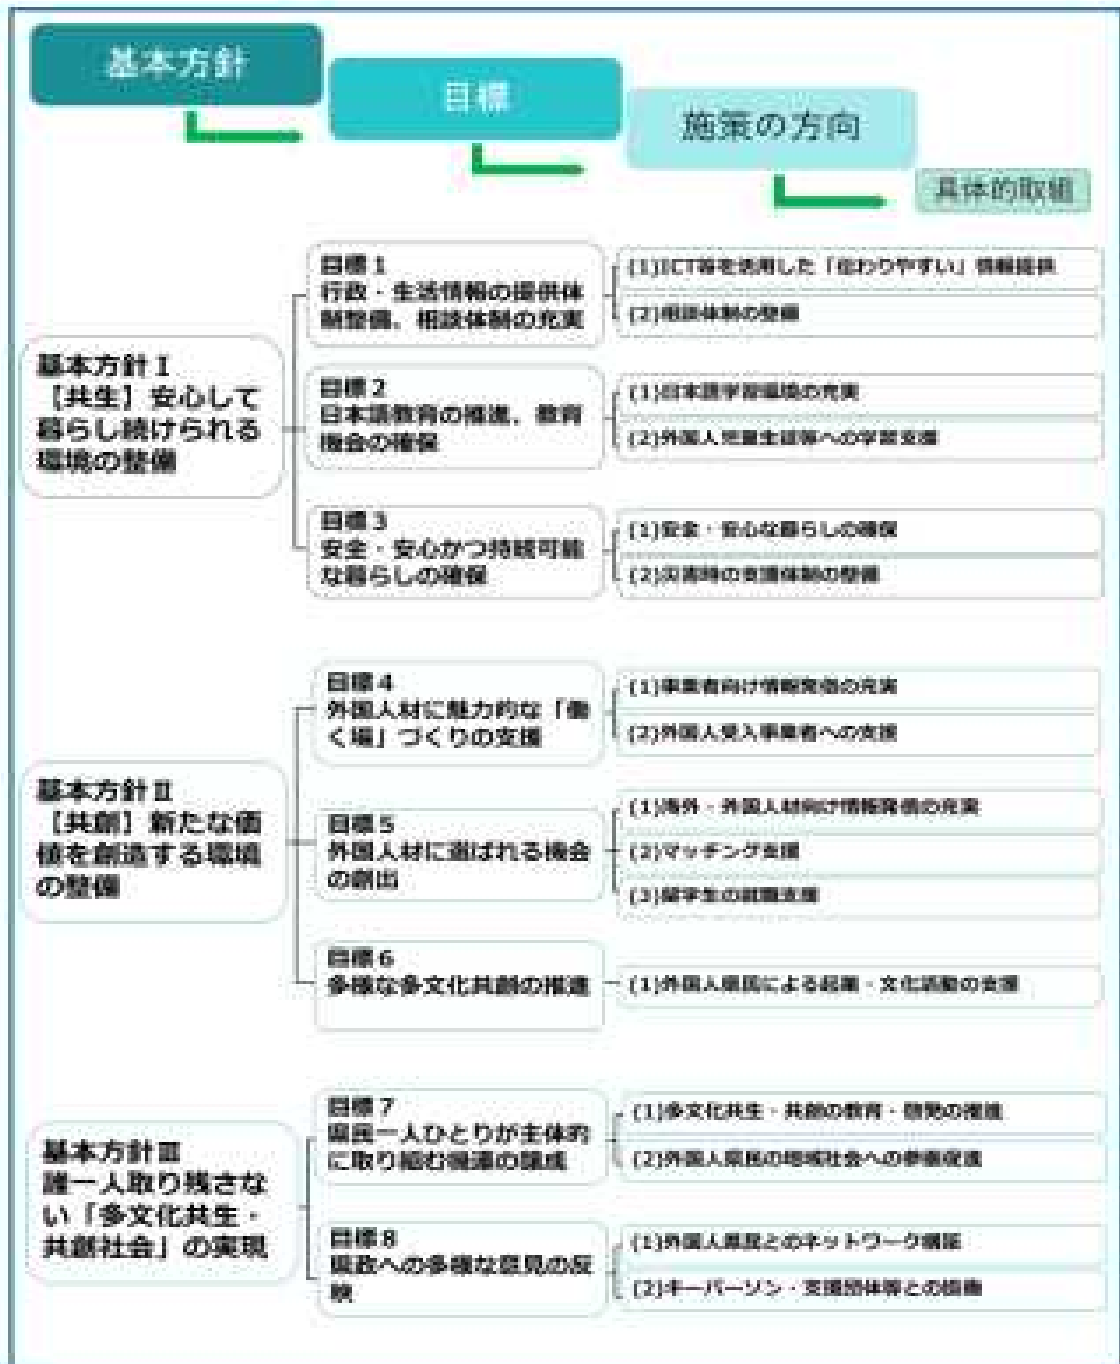 基本方針
目標
施策の方向
具体的取組
基本方針Ⅰ
【共生】安心して
暮らし続けられる
環境の整備
目標1
行政・生活情報の提供体
制整備、相談体制の充実
(1)ICT等を活用した「伝わりやすい」情報提供
(2)相談体制の整備
目標2
日本語教育の推進、教育
機会の確保
(1)日本語学習環境の充実
(2)外国人児童生徒等への学習支援
目標3
安全・安心かつ持続可能
な暮らしの確保
(1)安全・安心な暮らしの確保
(2)災害時の支援体制の整備
基本方針Ⅱ
【共創】新たな価
値を創造する環境
の整備
目標4
外国人材に魅力的な「働
く場」づくりの支援
(1)事業者向け情報発信の充実
(2)外国人受入事業者への支援
目標5
外国人材に選ばれる機会
の創出
(1)海外・外国人材向け情報発信の充実
(2)マッチング支援
(3)留学生の就職支援
目標6
多様な多文化共創の推進
(1)外国人県民による起業・文化活動の支援
基本方針Ⅲ
誰一人取り残さな
い「多文化共生・
共創社会」の実現
目標7
県民一人ひとりが主体的
に取り組む機運の醸成
(1)多文化共生・共創の教育・啓発の推進
(2)外国人県民の地域社会への参画促進
目標8
県政への多様な意見の反
映
(1)外国人県民とのネットワーク構築
(2)キーパーソン・支援団体等との協働